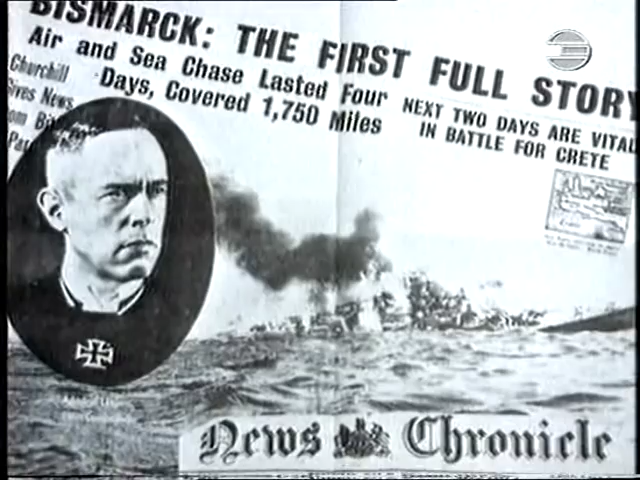 BISMARCK: THE FIRST FULL STORY
Air and Sea Chase Lasted Four
Days, Covered 1,750 Miles
NEXT TWO DAYS ARE VITAL
IN BATTLE FOR CRETE
Churchill
Gives News
News Chronicle